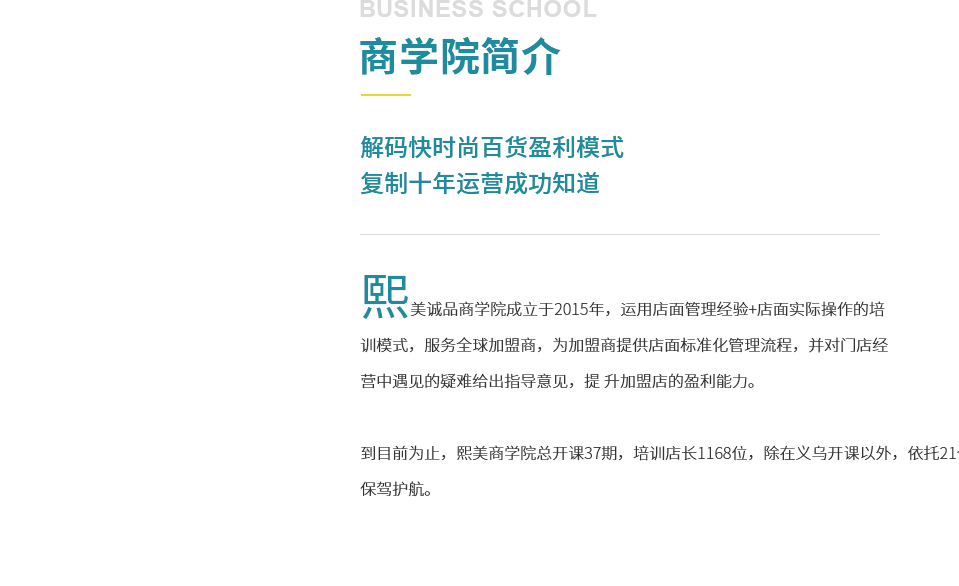 BUSINESS SCHOOL
商学院简介
解码快时尚百货盈利模式
复制十年运营成功知道
熙美诚品商学院成立于2015年，运用店面管理经验+店面实际操作的培
训模式，服务全球加盟商，为加盟商提供店面标准化管理流程，并对门店经
营中遇见的疑难给出指导意见，提 升加盟店的盈利能力。
到目前为止，熙美商学院总开课37期，培训店长1168位，除在义乌开课以外，依托21
保驾护航。